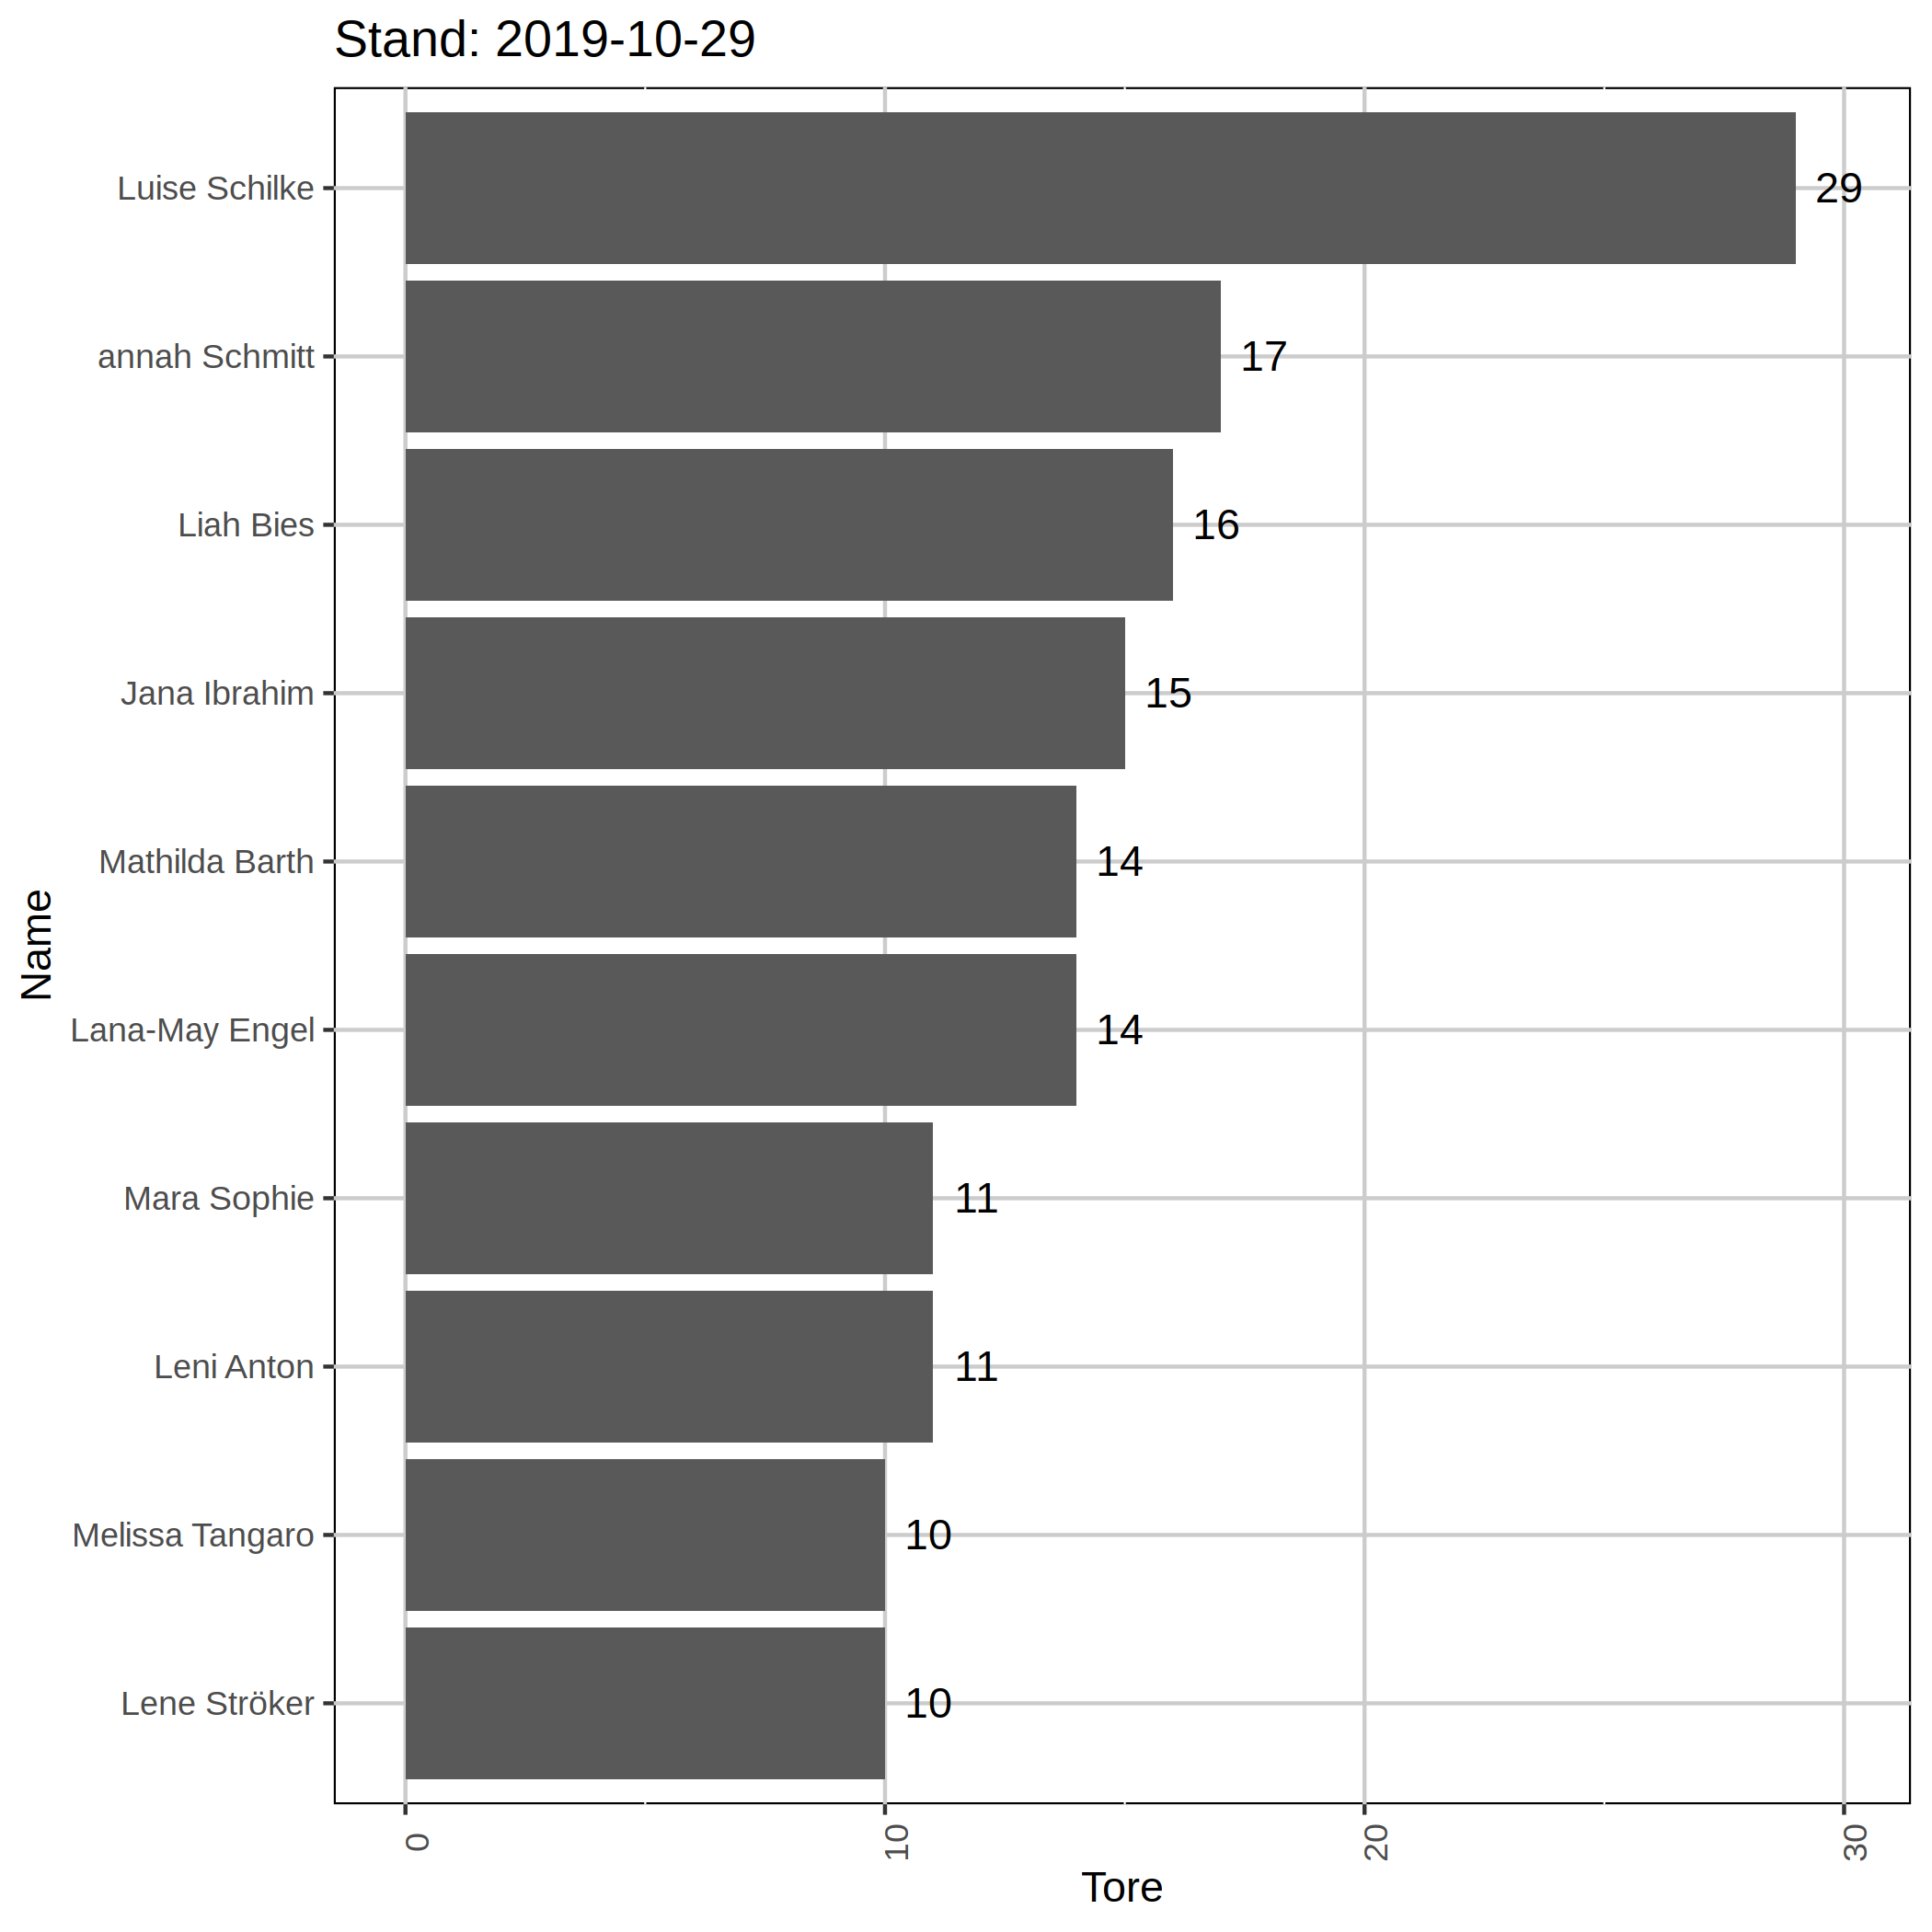 Stand: 2019-10-29
Luise Schilke
29
annah Schmitt
17
Liah Bies
16
Jana Ibrahim
15
Mathilda Barth
14
Lana-May Engel
14
Mara Sophie
11
Leni Anton
11
Melissa Tangaro
10
Lene Ströker
10
Name
0
10
20
30
Tore